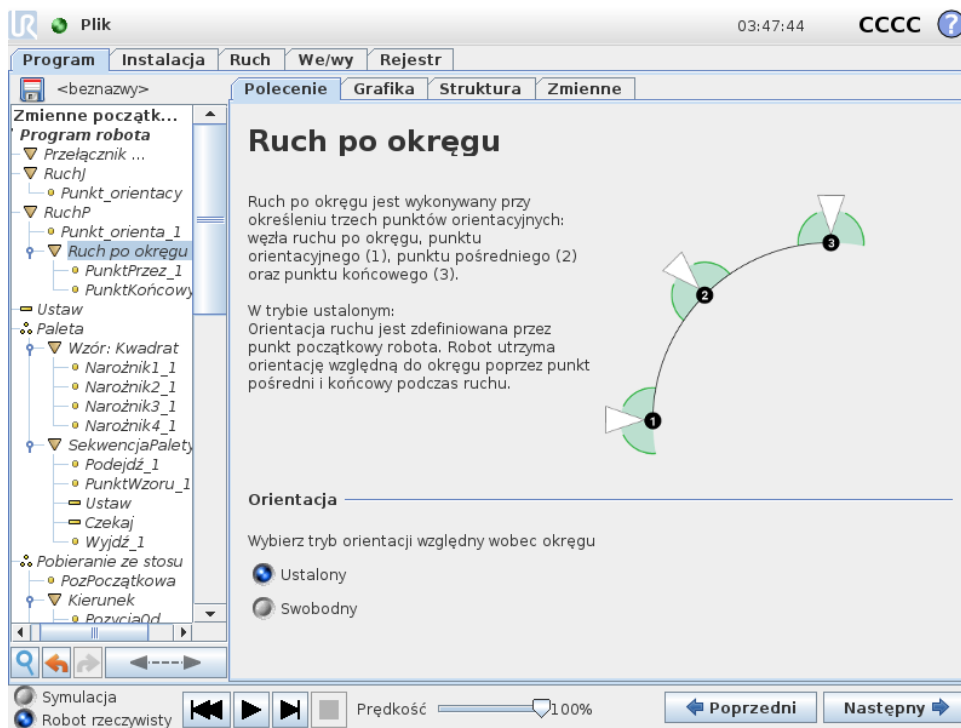 UR Plik 03:47:44 CCCC ?
Program Instalacja Ruch We/wy Rejestr
<beznazwy>
Polecenie Grafika Struktura Zmienne
Zmienne początk...
Program robota
Przełącznik ...
RuchJ
Punkt_orientacy
RuchP
Punkt_orienta_1
Ruch po okręgu
PunktPrzez_1
PunktKońcowy
Ustaw
Paleta
Wzór: Kwadrat
Narożnik1_1
Narożnik2_1
Narożnik3_1
Narożnik4_1
SekwencjaPalety
Podejdź_1
PunktWzoru_1
Ustaw
Czekaj
Wyjdź_1
Pobieranie ze stosu
PozPoczątkowa
Kierunek
PozycjaOd
Ruch po okręgu
Ruch po okręgu jest wykonywany przy
określeniu trzech punktów orientacyjnych:
węzła ruchu po okręgu, punktu
orientacyjnego (1), punktu pośredniego (2)
oraz punktu końcowego (3).
W trybie ustalonym:
Orientacja ruchu jest zdefiniowana przez
punkt początkowy robota. Robot utrzyma
orientację względną do okręgu poprzez punkt
pośredni i końcowy podczas ruchu.
3
2
1
Orientacja
Wybierz tryb orientacji względny wobec okręgu
Ustalony
Swobodny
Symulacja
Robot rzeczywisty
Prędkość 100%
Poprzedni Następny